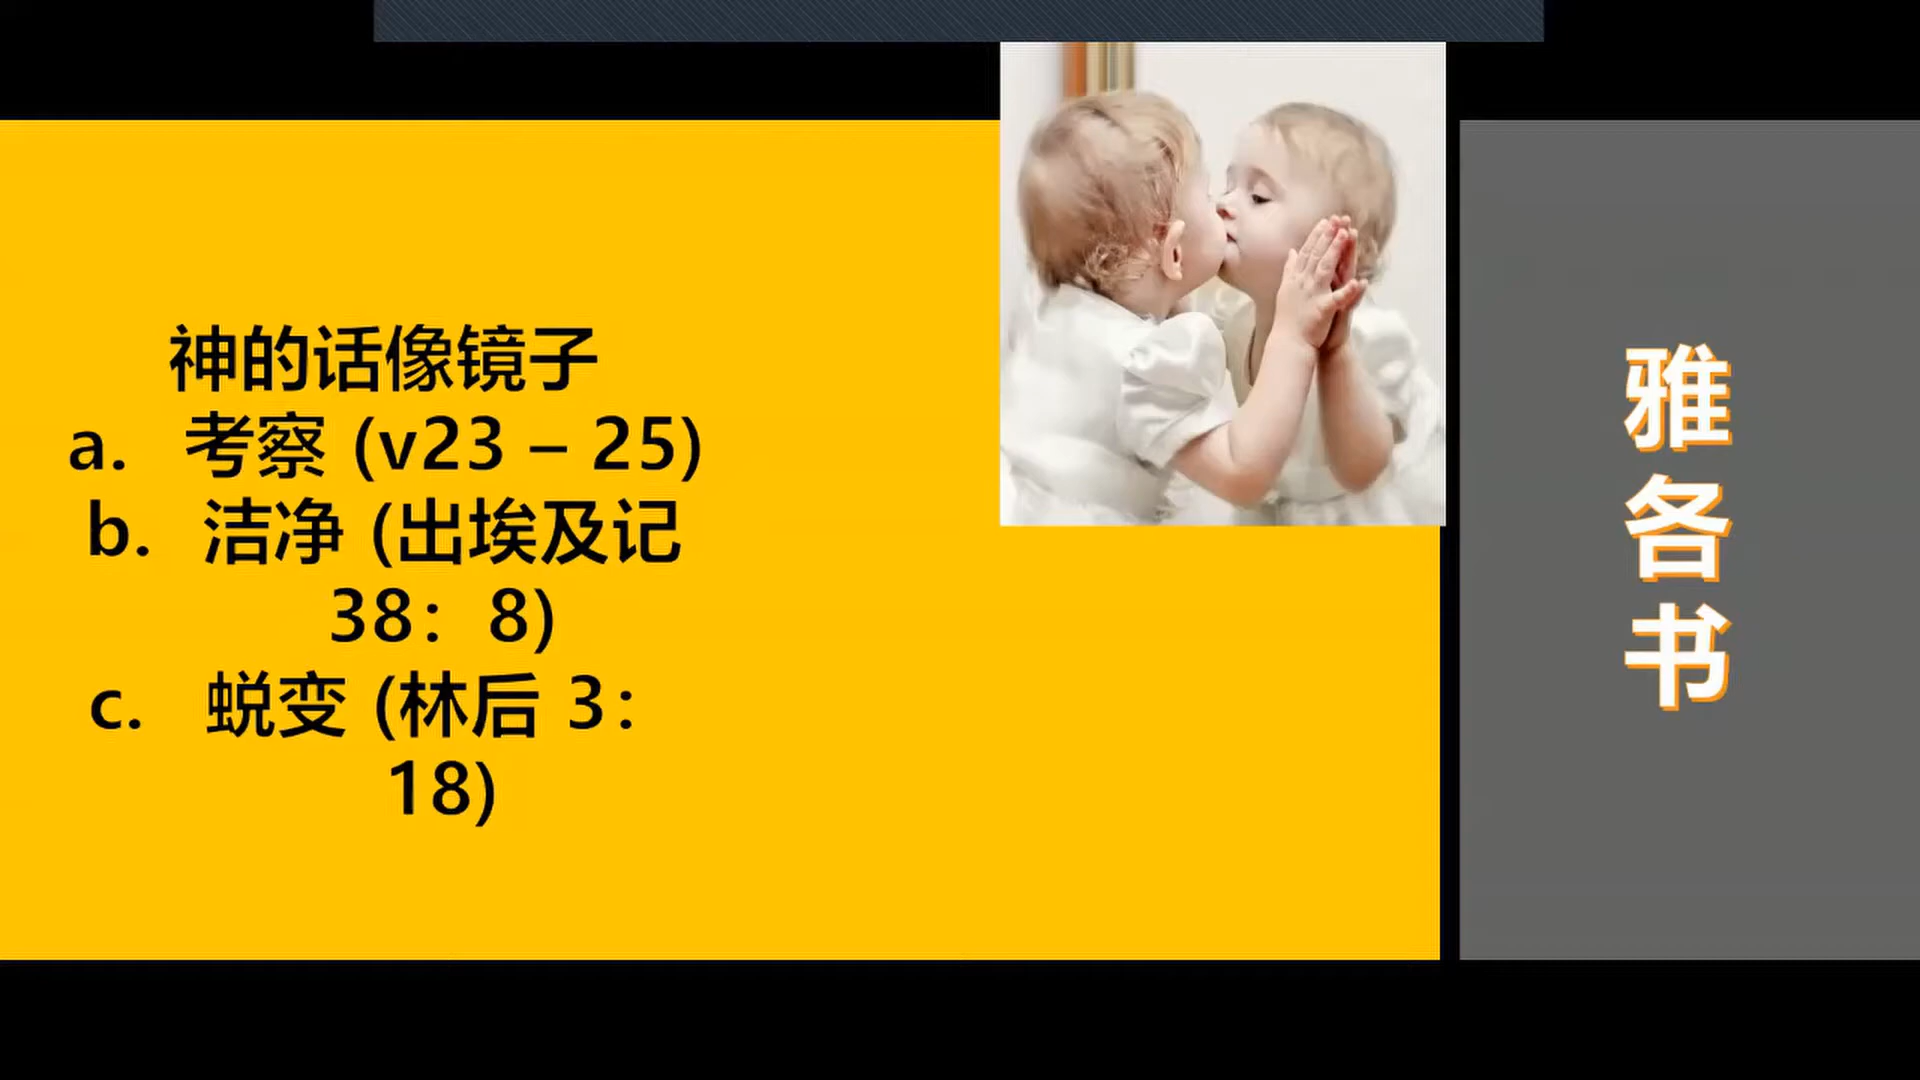 神的话像镜子
a. 考察 (v23 – 25)
b. 洁净 (出埃及记
38：8)
c. 蜕变 (林后 3：
18)
雅各书